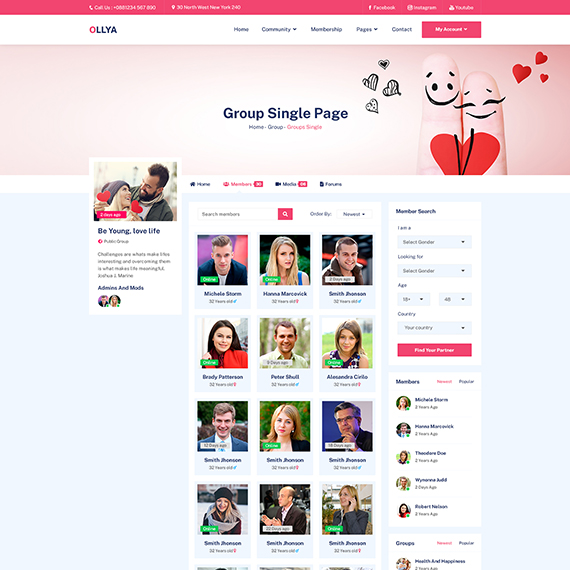 Call Us : +0881234 567 890
30 North West New York 240
Facebook
Instagram
Youtube
OLLYA
Home
Community
Membership
Pages
Contact
My Account
Group Single Page
Home - Group - Groups Single
2 Days ago
Be Young, love life
Public Group
Challenges are whats make lifes
interesting and overcoming them
is what makes life meaningful.
Joshua J. Marine
Admins And Mods
Home
Members 30
Media 06
Forums
Search members
Order By:
Newest
Online
Michele Storm
32 Years old
Online
Hanna Marcovick
32 Years old
2 Days ago
Smith Jhonson
32 Years old
Online
Brady Patterson
32 Years old
5 Days ago
Peter Shull
32 Years old
Online
Alesandra Cirilo
32 Years old
12 Days ago
Smith Jhonson
32 Years old
Online
Smith Jhonson
32 Years old
18 Days ago
Smith Jhonson
32 Years old
Online
Smith Jhonson
32 Years old
22 Days ago
Smith Jhonson
32 Years old
Online
Smith Jhonson
32 Years old
Member Search
I am a
Select Gender
Looking for
Select Gender
Age
18+
48
Country
Your country
Find Your Partner
Members
Newest
Popular
Michele Storm
2 Years Ago
Hanna Marcovick
2 Years Ago
Theodore Doe
2 Years Ago
Wynonna Judd
2 Years Ago
Robert Nelson
2 Years Ago
Groups
Newest
Popular
Health And Happiness
2 Years Ago